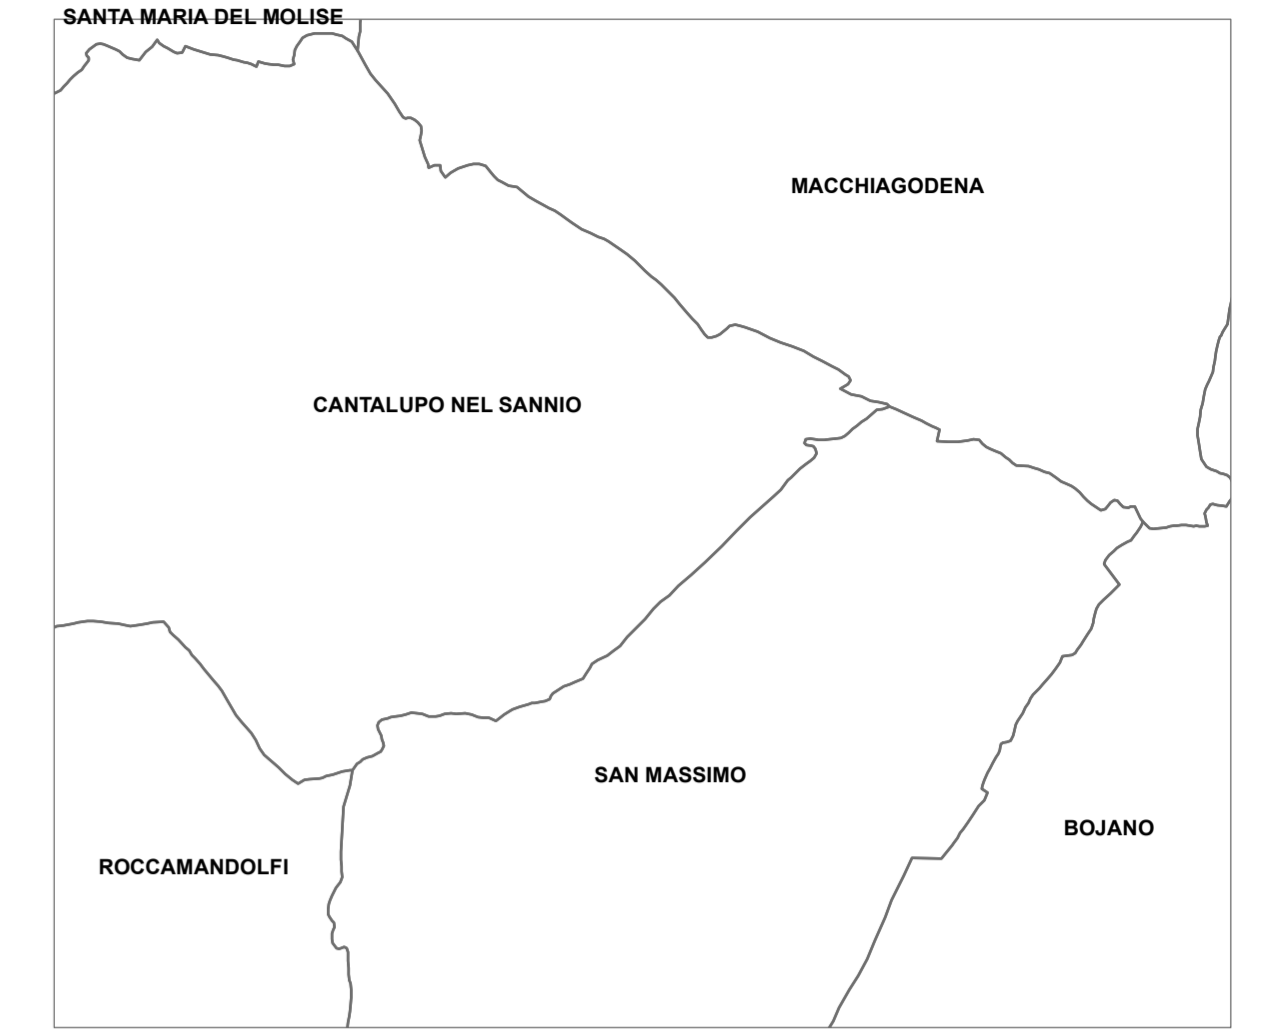 SANTA MARIA DEL MOLISE
MACCHIAGODENA
CANTALUPO NEL SANNIO
SAN MASSIMO
BOJANO
ROCCAMANDOLFI